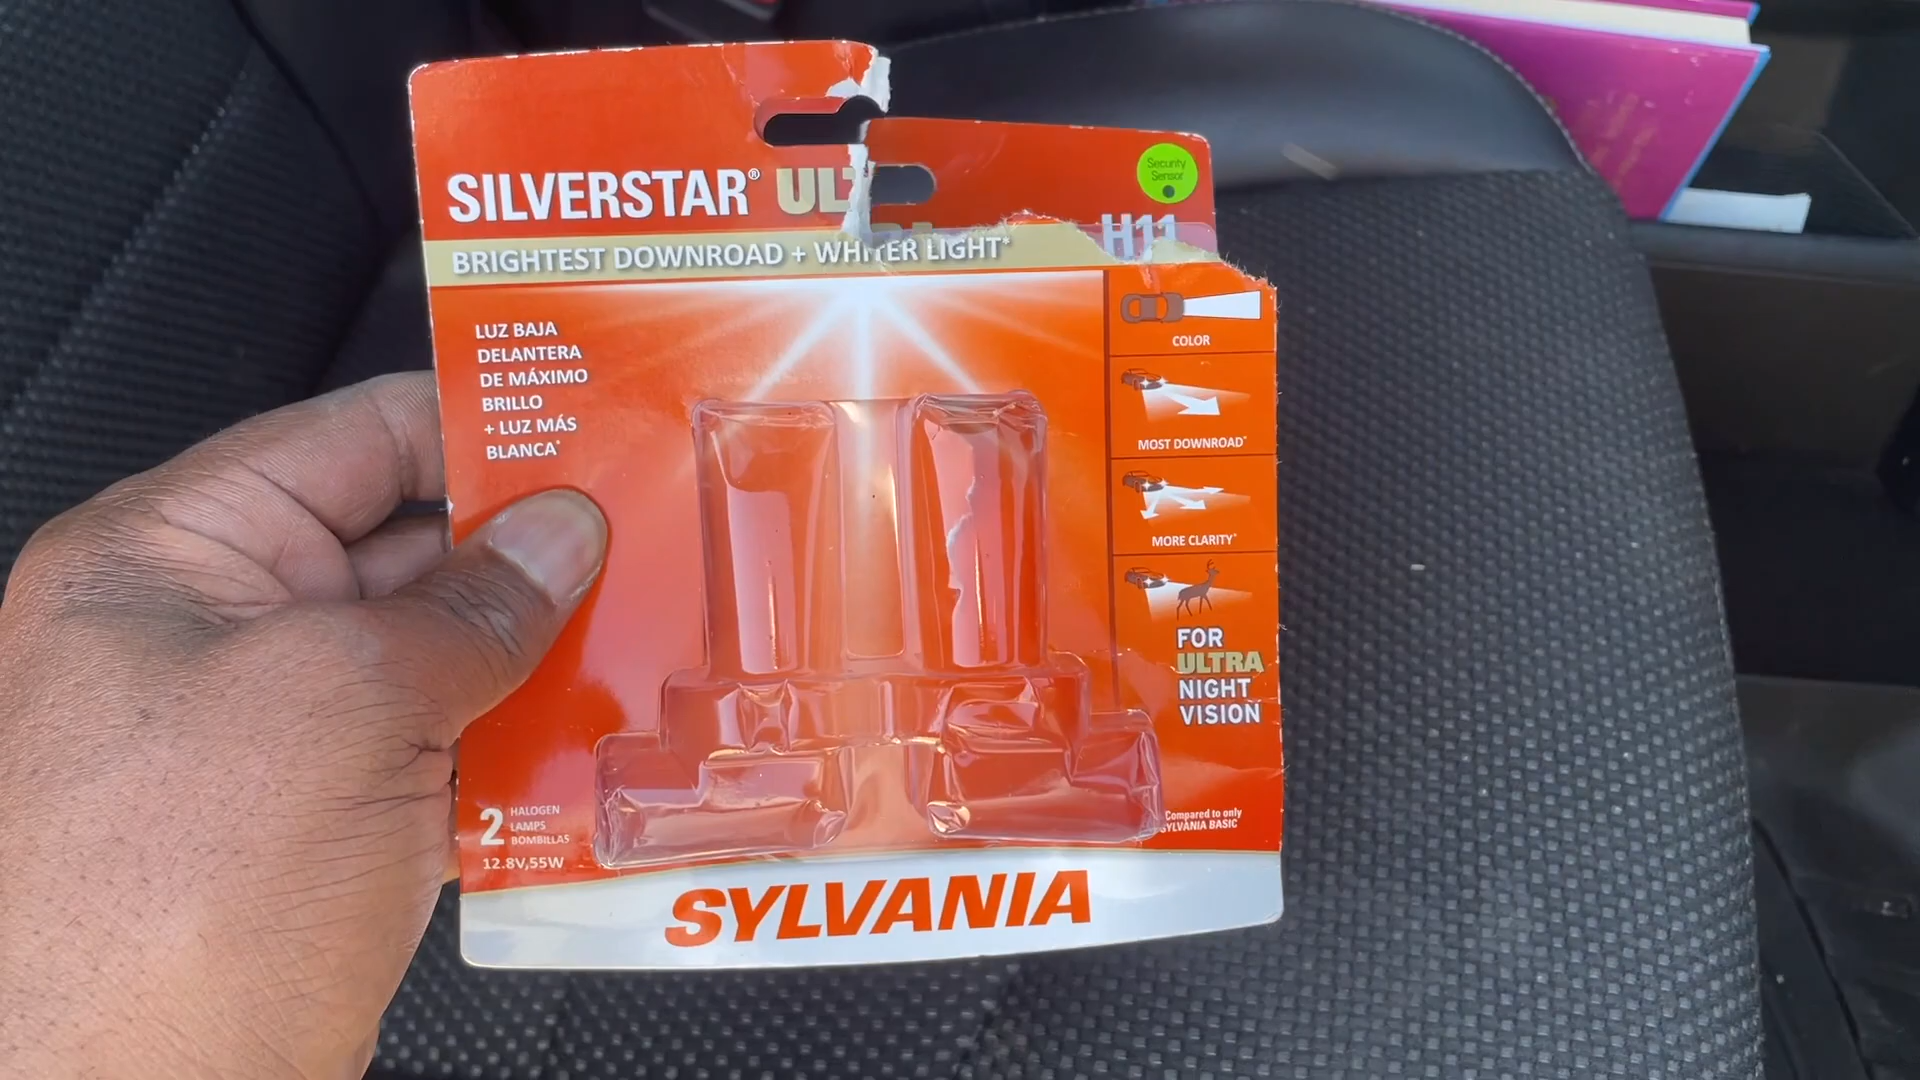 SILVERSTAR® UL
Security
Sensor
H11
BRIGHTEST DOWNROAD + WHITER LIGHT*
LUZ BAJA
DELANTERA
DE MÁXIMO
BRILLO
+ LUZ MÁS
BLANCA*
COLOR
MOST DOWNROAD*
MORE CLARITY*
FOR
ULTRA
NIGHT
VISION
2 HALOGEN
LAMPS
BOMBILLAS
12.8V,55W
Compared to only
SYLVANIA BASIC
SYLVANIA